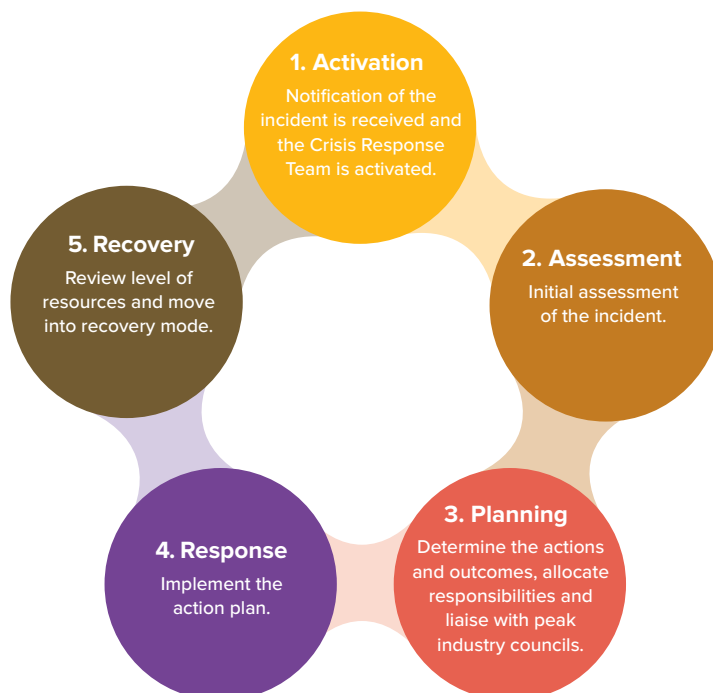 1. Activation
Notification of the
incident is received and
the Crisis Response
Team is activated.
2. Assessment
Initial assessment
of the incident.
3. Planning
Determine the actions
and outcomes, allocate
responsibilities and
liaise with peak
industry councils.
4. Response
Implement the
action plan.
5. Recovery
Review level of
resources and move
into recovery mode.